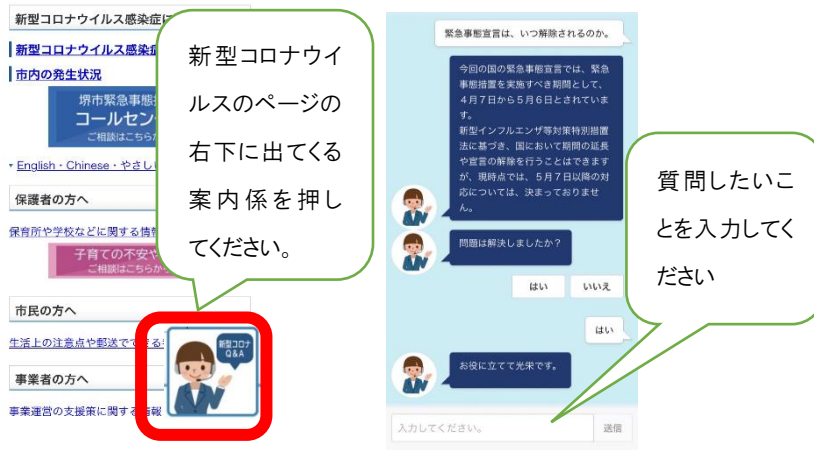 新型コロナウイルス感染症に
新型コロナウイルス感染
市内の発生状況
堺市緊急事態
コールセン
ご相談はこちら
English・Chinese・やさし
保護者の方へ
保育所や学校などに関する情
子育ての不安や
ご相談はこちらか
市民の方へ
生活上の注意点や郵送でで
事業者の方へ
事業運営の支援策に関する情報
新型コロナウイ
ルスのページの
右下に出てくる
案内係を押し
てください。
新型コロナ
Q&A
緊急事態宣言は、いつ解除されるのか。
今回の国の緊急事態宣言では、緊急
事態措置を実施すべき期間として、
4月7日から5月6日とされていま
す。
新型インフルエンザ等対策特別措置
法に基づき、国において期間の延長
や宣言の解除を行うことはできます
が、現時点では、5月7日以降の対
応については、決まっておりませ
ん。
問題は解決しましたか？
はい
いいえ
はい
お役に立てて光栄です。
入力してください。
送信
質問したいこ
とを入力してく
ださい